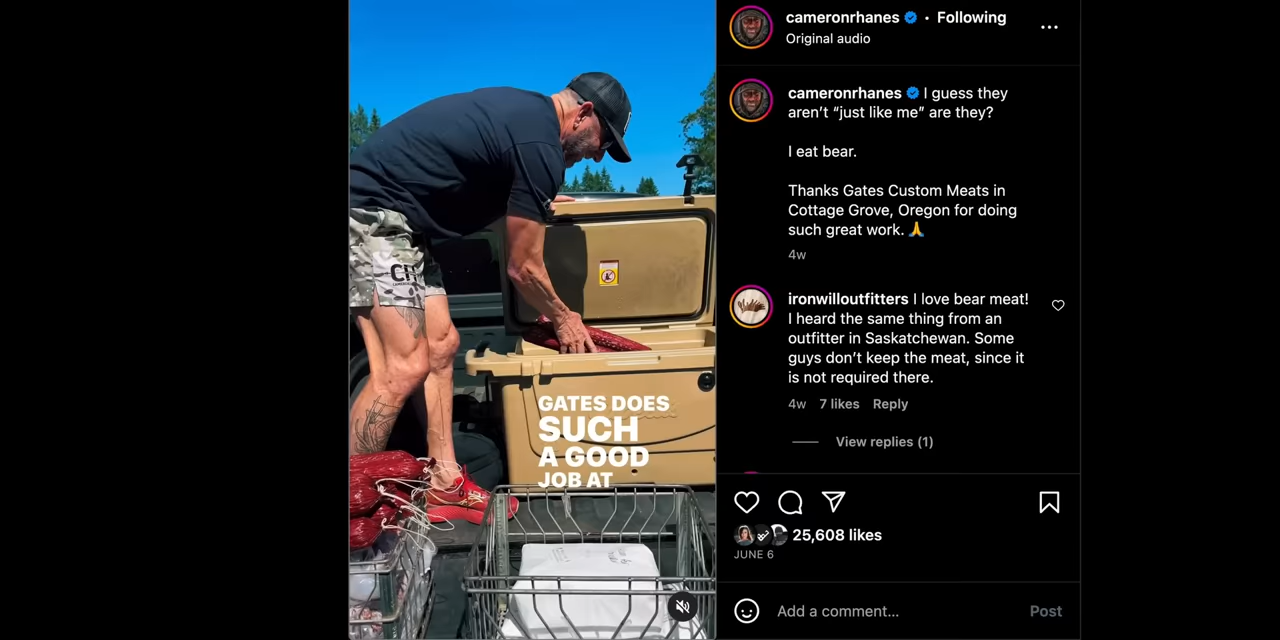 cameronrhanes • Following
Original audio
cameronrhanes I guess they
aren’t “just like me” are they?
I eat bear.
Thanks Gates Custom Meats in
Cottage Grove, Oregon for doing
such great work. 🙏
4w
ironwilloutfitters I love bear meat!
I heard the same thing from an
outfitter in Saskatchewan. Some
guys don’t keep the meat, since it
is not required there.
4w 7 likes Reply
View replies (1)
25,608 likes
JUNE 6
Add a comment... Post
GATES DOES
SUCH
A GOOD
JOB AT